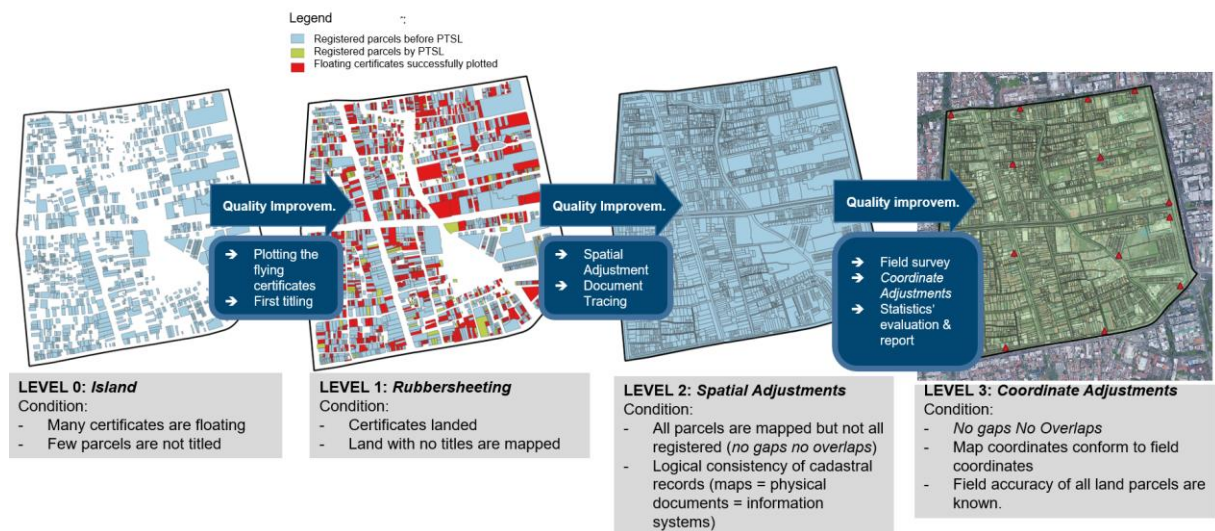 Legend :
Registered parcels before PTSL
Registered parcels by PTSL
Floating certificates successfully plotted
Quality Improvem.
➔ Plotting the
flying
certificates
➔ First titling
Quality Improvem.
➔ Spatial
Adjustment
➔ Document
Tracing
Quality improvem.
➔ Field survey
➔ Coordinate
Adjustments
➔ Statistics'
evaluation &
report
LEVEL 0: Island
Condition:
- Many certificates are floating
- Few parcels are not titled
LEVEL 1: Rubbersheeting
Condition:
- Certificates landed
- Land with no titles are mapped
LEVEL 2: Spatial Adjustments
Condition:
- All parcels are mapped but not all
registered (no gaps no overlaps)
- Logical consistency of cadastral
records (maps = physical
documents = information
systems)
LEVEL 3: Coordinate Adjustments
- No gaps No Overlaps
- Map coordinates conform to field
coordinates
- Field accuracy of all land parcels are
known.